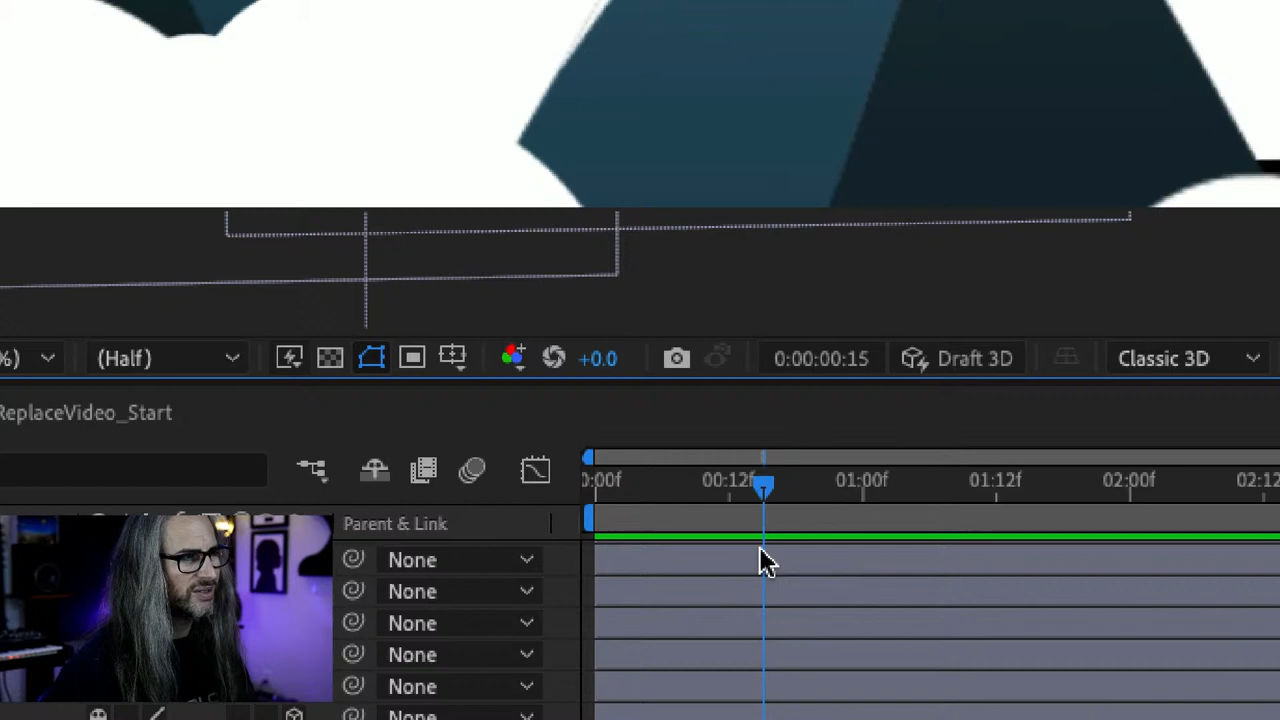 %) (Half) +0.0 0:00:00:15 Draft 3D Classic 3D
ReplaceVideo_Start
0:00f 00:12f 01:00f 01:12f 02:00f 02:12
Parent & Link
None
None
None
None
None